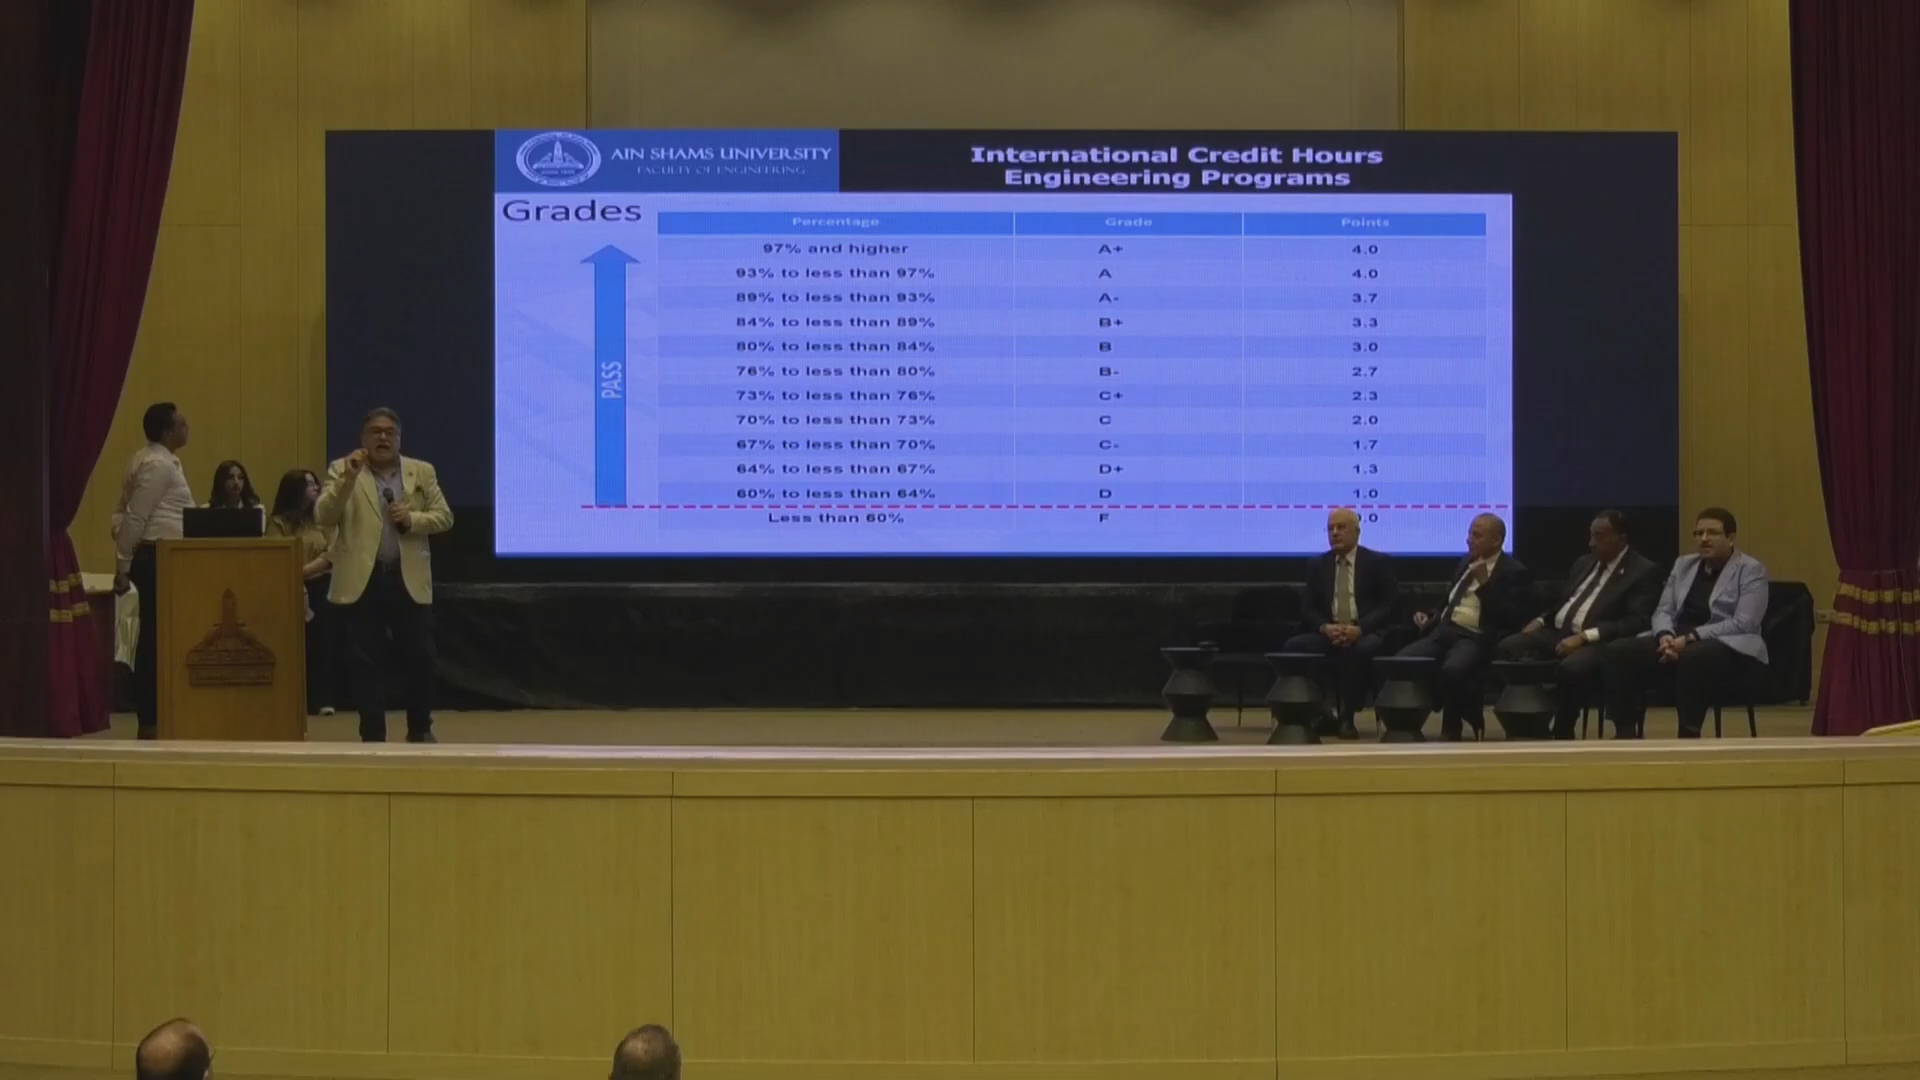 AIN SHAMS UNIVERSITY
FACULTY OF ENGINEERING
International Credit Hours
Engineering Programs
Grades
PASS
Percentage Grade Points
97% and higher A+ 4.0
93% to less than 97% A 4.0
89% to less than 93% A- 3.7
84% to less than 89% B+ 3.3
80% to less than 84% B 3.0
76% to less than 80% B- 2.7
73% to less than 76% C+ 2.3
70% to less than 73% C 2.0
67% to less than 70% C- 1.7
64% to less than 67% D+ 1.3
60% to less than 64% D 1.0
Less than 60% F 0.0